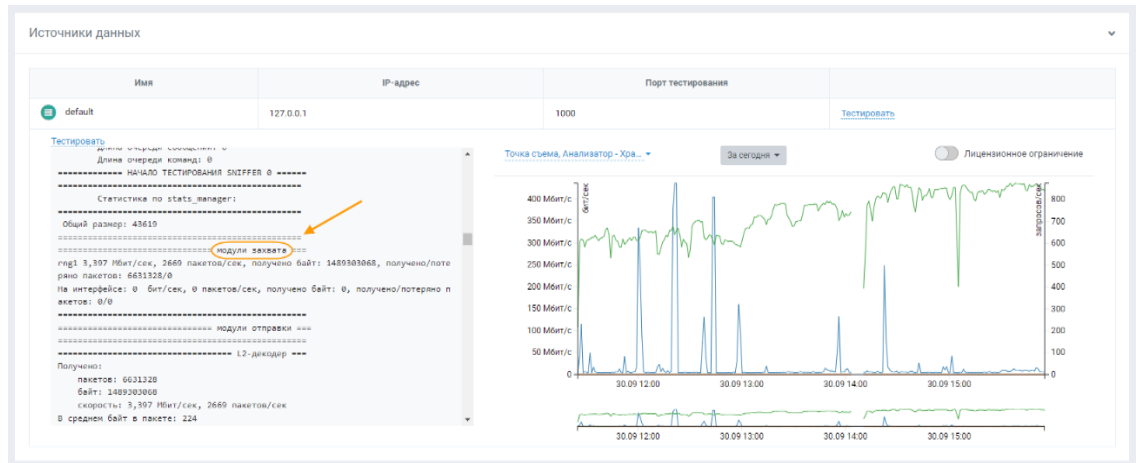 Источники данных
Имя
IP-адрес
Порт тестирования
default
127.0.0.1
1000
Тестировать
Тестировать
Длина очереди сообщений: 0
Длина очереди команд: 0
============= НАЧАЛО ТЕСТИРОВАНИЯ SNIFFER 0 ======
Статистика по stats_manager:
Общий размер: 43619
модули захвата ===
rng1 3,397 Мбит/сек, 2669 пакетов/сек, получено байт: 1489303068, получено/поте
ряно пакетов: 6631328/0
На интерфейсе: 0 бит/сек, 0 пакетов/сек, получено байт: 0, получено/потеряно п
акетов: 0/0
модули отправки ===
L2-декодер ===
Получено:
пакетов: 6631328
байт: 1489303068
скорость: 3,397 Мбит/сек, 2669 пакетов/сек
В среднем байт в пакете: 224
Точка съема, Анализатор - Хра...
За сегодня
Лицензионное ограничение
бит/сек
запросов/сек
400 Мбит/с
350 Мбит/с
300 Мбит/с
250 Мбит/с
200 Мбит/с
150 Мбит/с
100 Мбит/с
50 Мбит/с
0
800
700
600
500
400
300
200
100
0
30.09 12:00
30.09 13:00
30.09 14:00
30.09 15:00
30.09 12:00
30.09 13:00
30.09 14:00
30.09 15:00